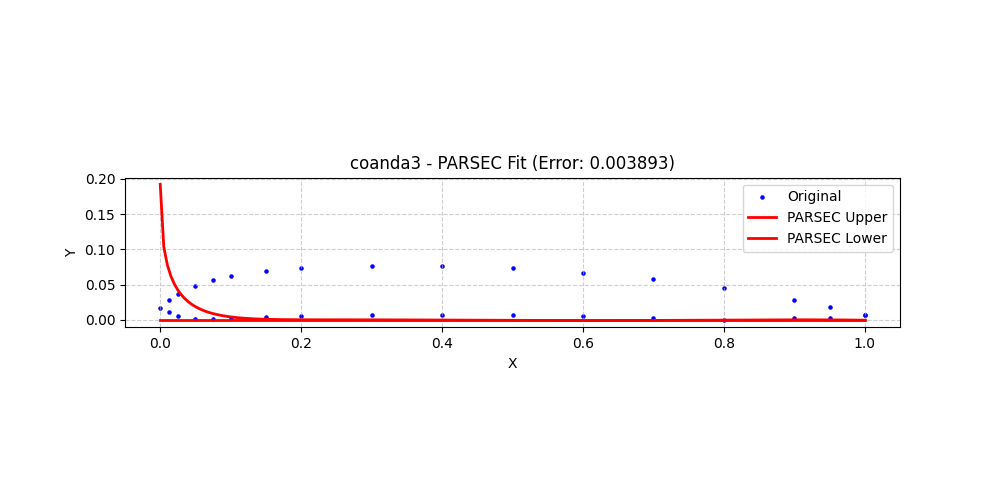 coanda3 - PARSEC Fit (Error: 0.003893)
Original
PARSEC Upper
PARSEC Lower
Y
0.20
0.15
0.10
0.05
0.00
0.0 0.2 0.4 0.6 0.8 1.0
X